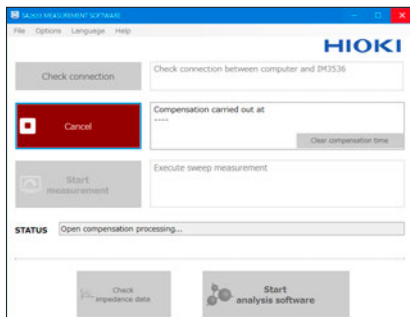 SA2633 MEASUREMENT SOFTWARE
File Options Language Help
HIOKI
Check connection
Check connection between computer and IM3536
Cancel
Compensation carried out at
----
Clear compensation time
Start
measurement
Execute sweep measurement
STATUS
Open compensation processing...
Check
impedance data
Start
analysis software